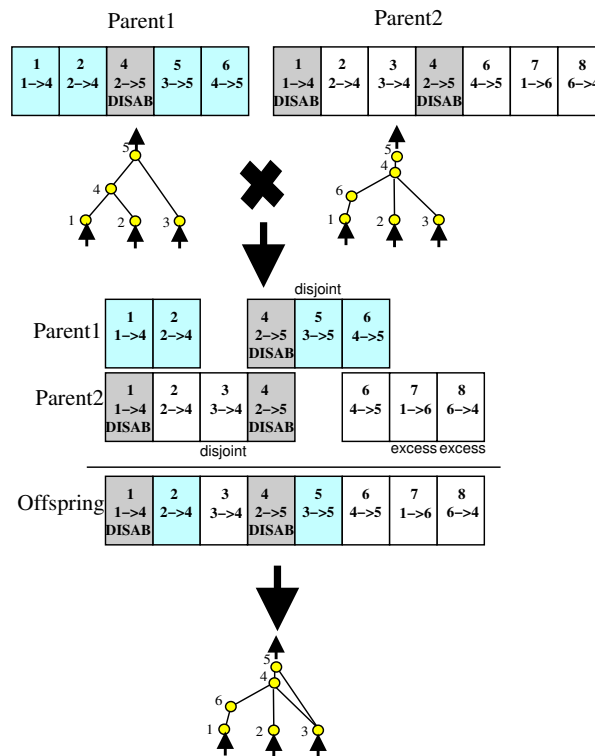 Parent1 Parent2
1 2 4 5 6 1 2 3 4 6 7 8
1->4 2->4 2->5 3->5 4->5 1->4 2->4 3->4 2->5 4->5 1->6 6->4
DISAB DISAB DISAB
5 5
4
4
6
1 2 3 1 2 3
disjoint
1 2 4 5 6
Parent1 1->4 2->4 2->5 3->5 4->5
DISAB
1 2 3 4 6 7 8
Parent2 1->4 2->4 3->4 2->5 4->5 1->6 6->4
DISAB DISAB
disjoint excess excess
1 2 3 4 5 6 7 8
Offspring 1->4 2->4 3->4 2->5 3->5 4->5 1->6 6->4
DISAB DISAB
5
4
6
1 2 3